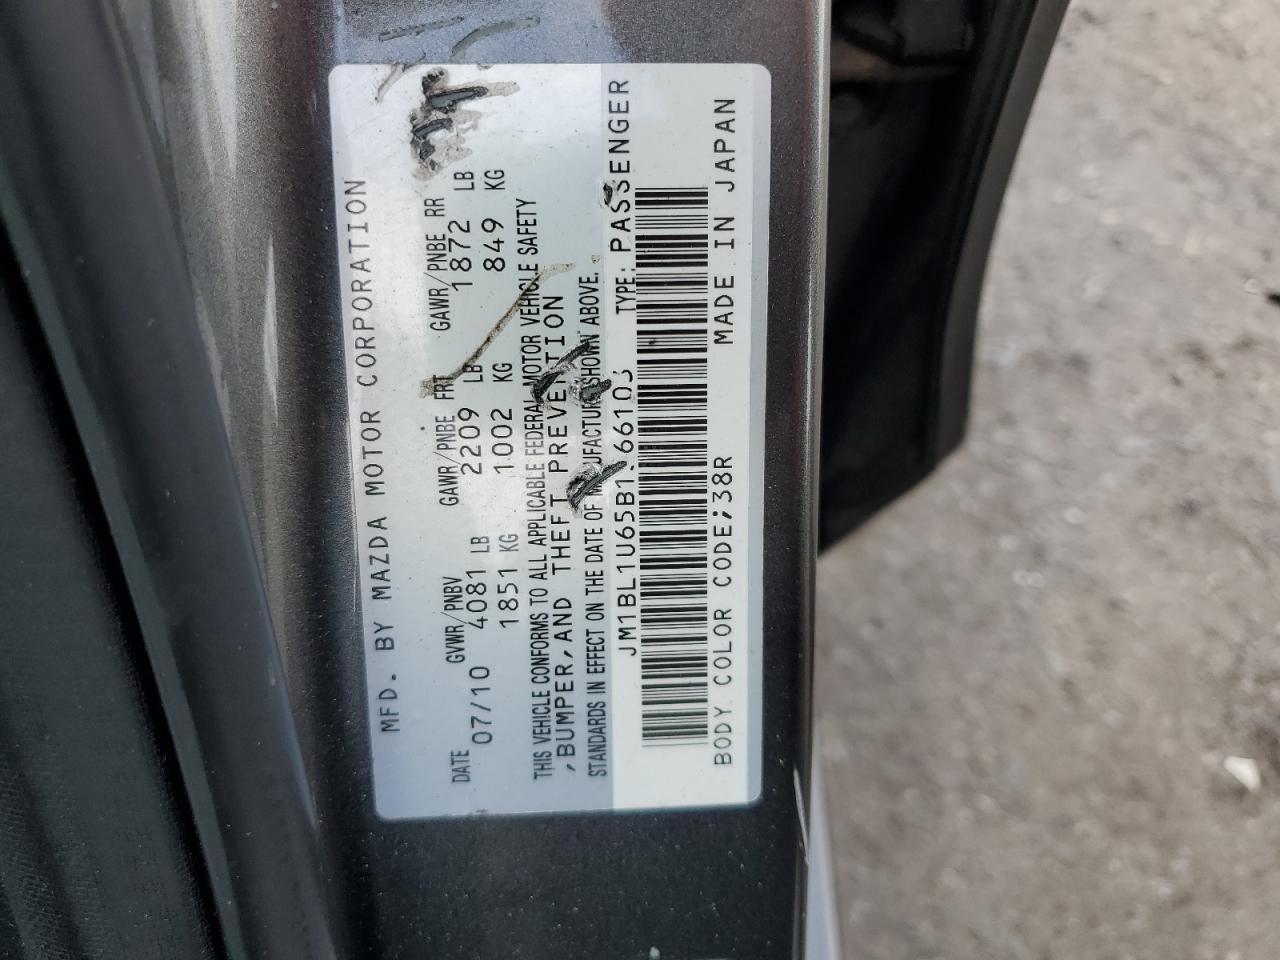 MFD. BY MAZDA MOTOR CORPORATION
DATE GVWR/PNBV GAWR/PNBE FRT GAWR/PNBE RR
07/10 4081 LB 2209 LB 1872 LB
1851 KG 1002 KG 849 KG
THIS VEHICLE CONFORMS TO ALL APPLICABLE FEDERAL MOTOR VEHICLE SAFETY
,BUMPER,AND THEFT PREVENTION
STANDARDS IN EFFECT ON THE DATE OF MANUFACTURE SHOWN ABOVE.
JM1BL1U65B1 66103 TYPE: PASSENGER
BODY COLOR CODE;38R MADE IN JAPAN